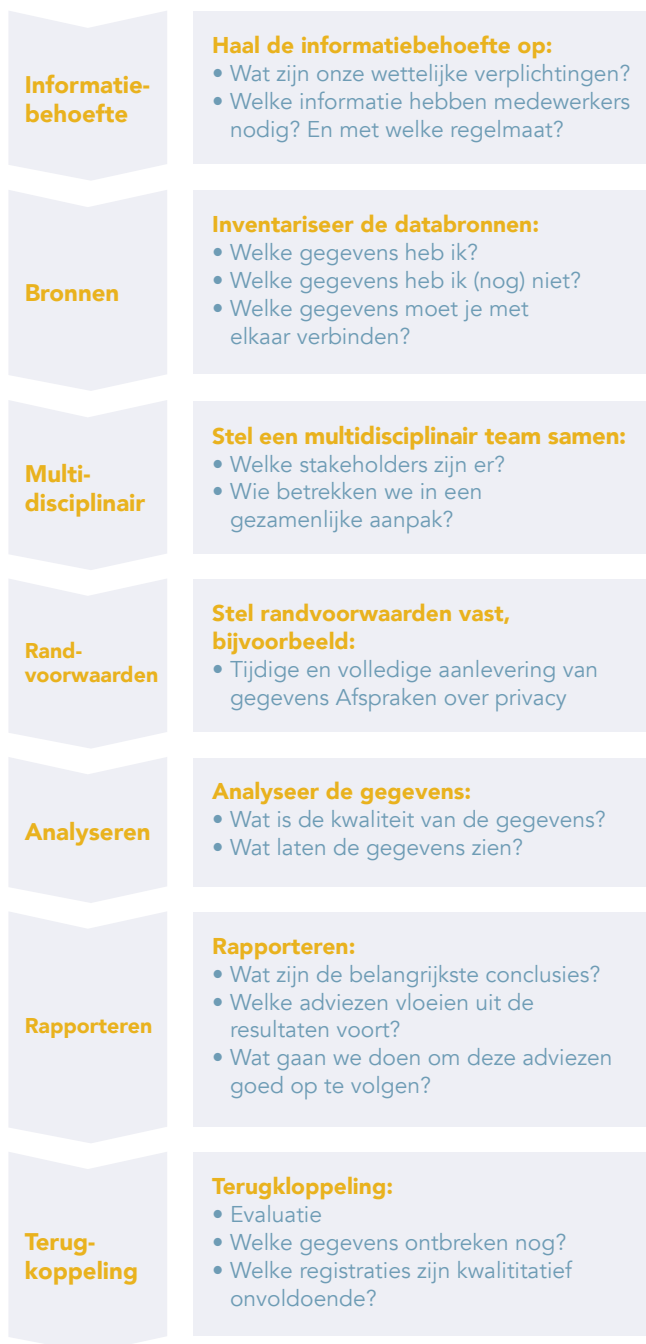 Informatie-
behoefte
Haal de informatiebehoefte op:
• Wat zijn onze wettelijke verplichtingen?
• Welke informatie hebben medewerkers
nodig? En met welke regelmaat?
Bronnen
Inventariseer de databronnen:
• Welke gegevens heb ik?
• Welke gegevens heb ik (nog) niet?
• Welke gegevens moet je met
elkaar verbinden?
Multi-
disciplinair
Stel een multidisciplinair team samen:
• Welke stakeholders zijn er?
• Wie betrekken we in een
gezamenlijke aanpak?
Rand-
voorwaarden
Stel randvoorwaarden vast,
bijvoorbeeld:
• Tijdige en volledige aanlevering van
gegevens Afspraken over privacy
Analyseren
Analyseer de gegevens:
• Wat is de kwaliteit van de gegevens?
• Wat laten de gegevens zien?
Rapporteren
Rapporteren:
• Wat zijn de belangrijkste conclusies?
• Welke adviezen vloeien uit de
resultaten voort?
• Wat gaan we doen om deze adviezen
goed op te volgen?
Terug-
koppeling
Terugkloppeling:
• Evaluatie
• Welke gegevens ontbreken nog?
• Welke registraties zijn kwalititatief
onvoldoende?